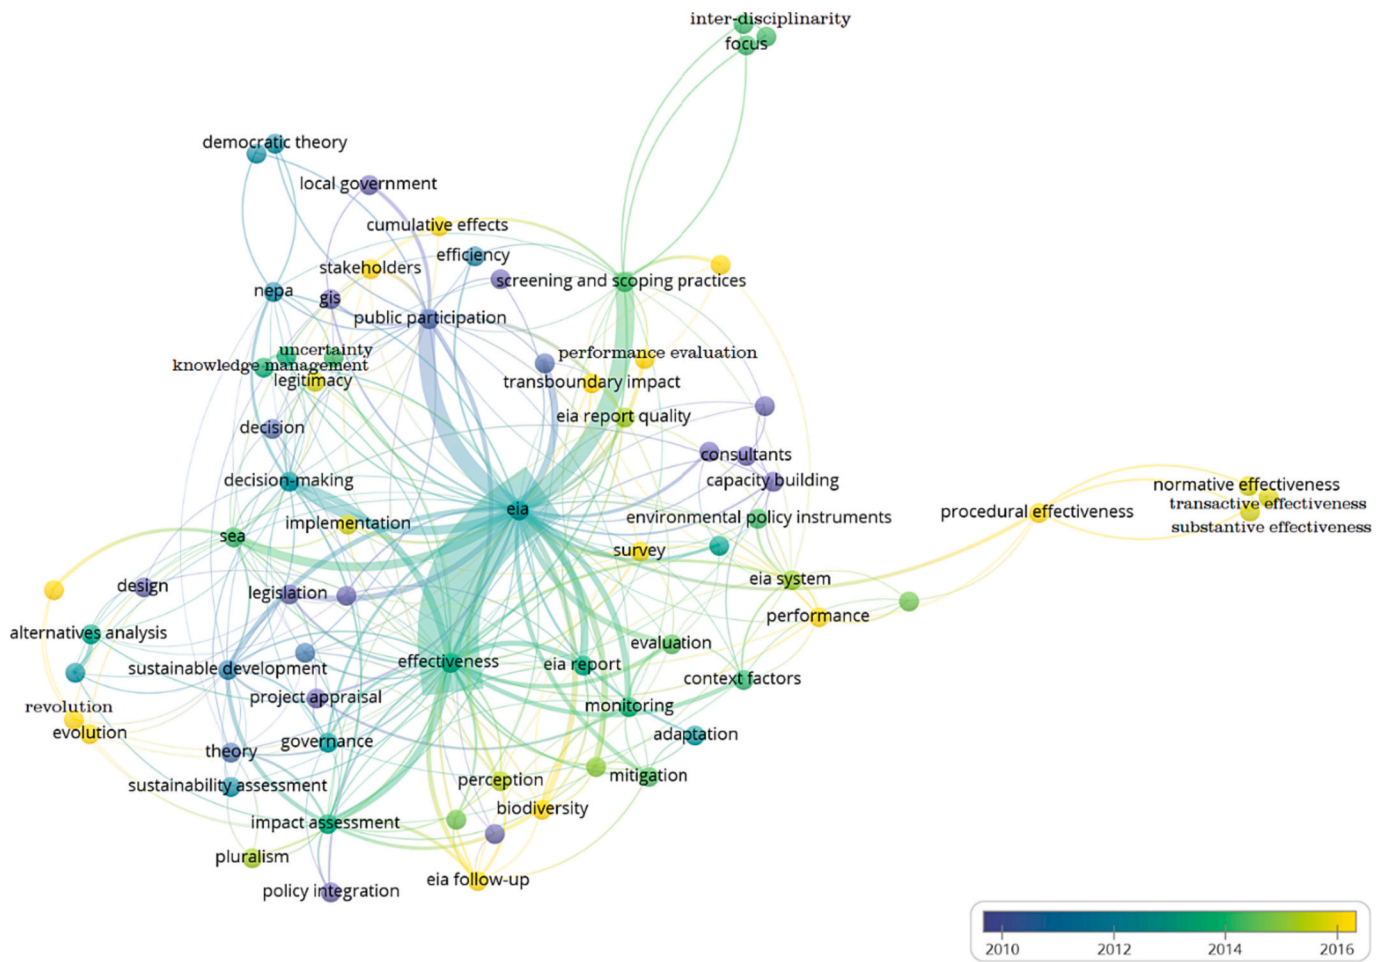 inter-disciplinarity
focus
democratic theory
local government
cumulative effects
efficiency
stakeholders
screening and scoping practices
nepa
gis
public participation
uncertainty
performance evaluation
knowledge management
legitimacy
transboundary impact
eia report quality
decision
consultants
decision-making
capacity building
normative effectiveness
transactive effectiveness
eia
procedural effectiveness
environmental policy instruments
implementation
substantive effectiveness
sea
survey
eia system
design
legislation
performance
alternatives analysis
evaluation
effectiveness
eia report
sustainable development
context factors
project appraisal
revolution
monitoring
evolution
adaptation
governance
theory
perception
mitigation
sustainability assessment
biodiversity
impact assessment
pluralism
eia follow-up
policy integration
2010 2012 2014 2016